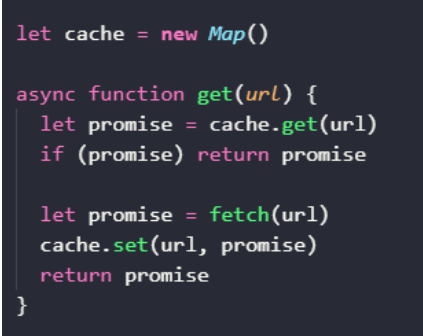 let cache = new Map()
async function get(url) {
let promise = cache.get(url)
if (promise) return promise
let promise = fetch(url)
cache.set(url, promise)
return promise
}